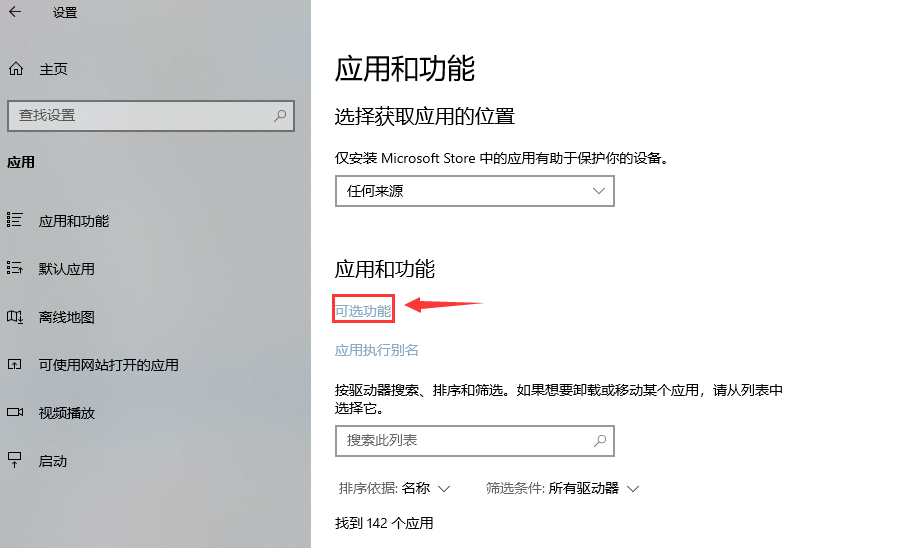 设置
主页
查找设置
应用
应用和功能
默认应用
离线地图
可使用网站打开的应用
视频播放
启动
应用和功能
选择获取应用的位置
仅安装 Microsoft Store 中的应用有助于保护你的设备。
任何来源
应用和功能
可选功能
应用执行别名
按驱动器搜索、排序和筛选。如果想要卸载或移动某个应用，请从列表中
选择它。
搜索此列表
排序依据: 名称 筛选条件: 所有驱动器
找到 142 个应用